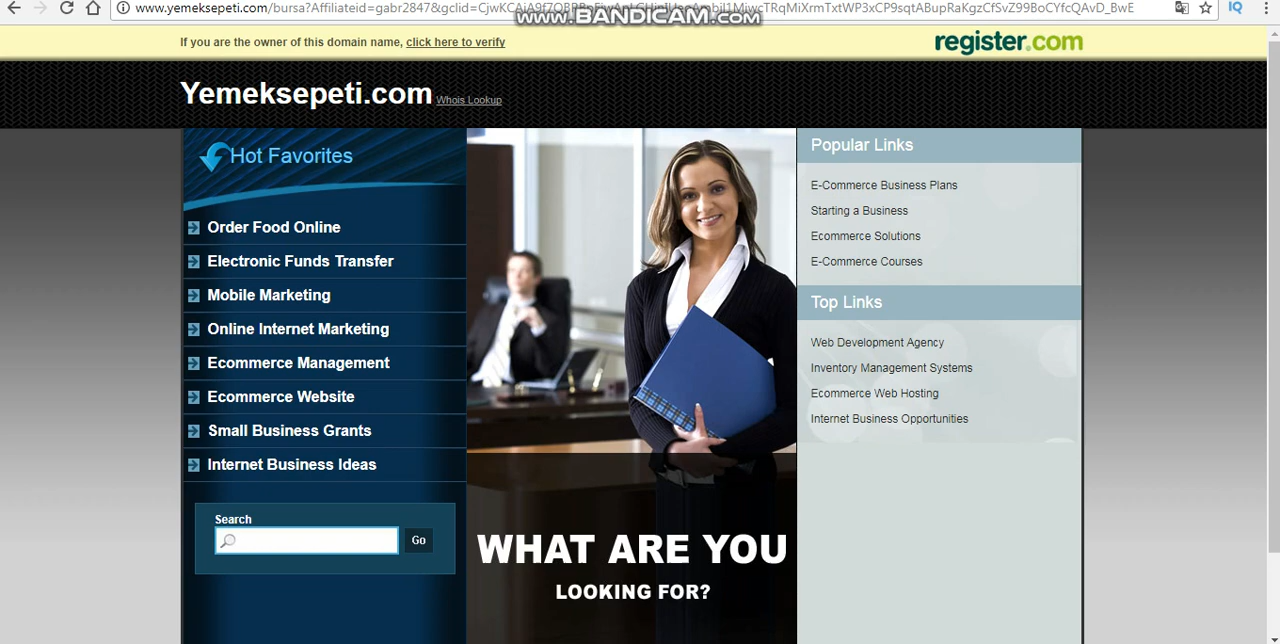 www.yemeksepeti.com/bursa?Affiliateid=gabr2847&gclid=
IQ
www.BANDICAM.com
If you are the owner of this domain name, click here to verify
register.com
Yemeksepeti.com Whois Lookup
Hot Favorites
Order Food Online
Electronic Funds Transfer
Mobile Marketing
Online Internet Marketing
Ecommerce Management
Ecommerce Website
Small Business Grants
Internet Business Ideas
Search
Go
WHAT ARE YOU
LOOKING FOR?
Popular Links
E-Commerce Business Plans
Starting a Business
Ecommerce Solutions
E-Commerce Courses
Top Links
Web Development Agency
Inventory Management Systems
Ecommerce Web Hosting
Internet Business Opportunities